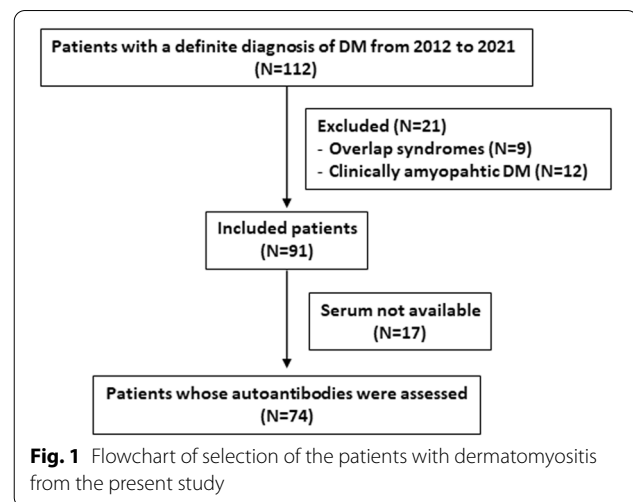 Patients with a definite diagnosis of DM from 2012 to 2021
(N=112)
Excluded (N=21)
- Overlap syndromes (N=9)
- Clinically amyopahtic DM (N=12)
Included patients
(N=91)
Serum not available
(N=17)
Patients whose autoantibodies were assessed
(N=74)
Fig. 1 Flowchart of selection of the patients with dermatomyositis
from the present study